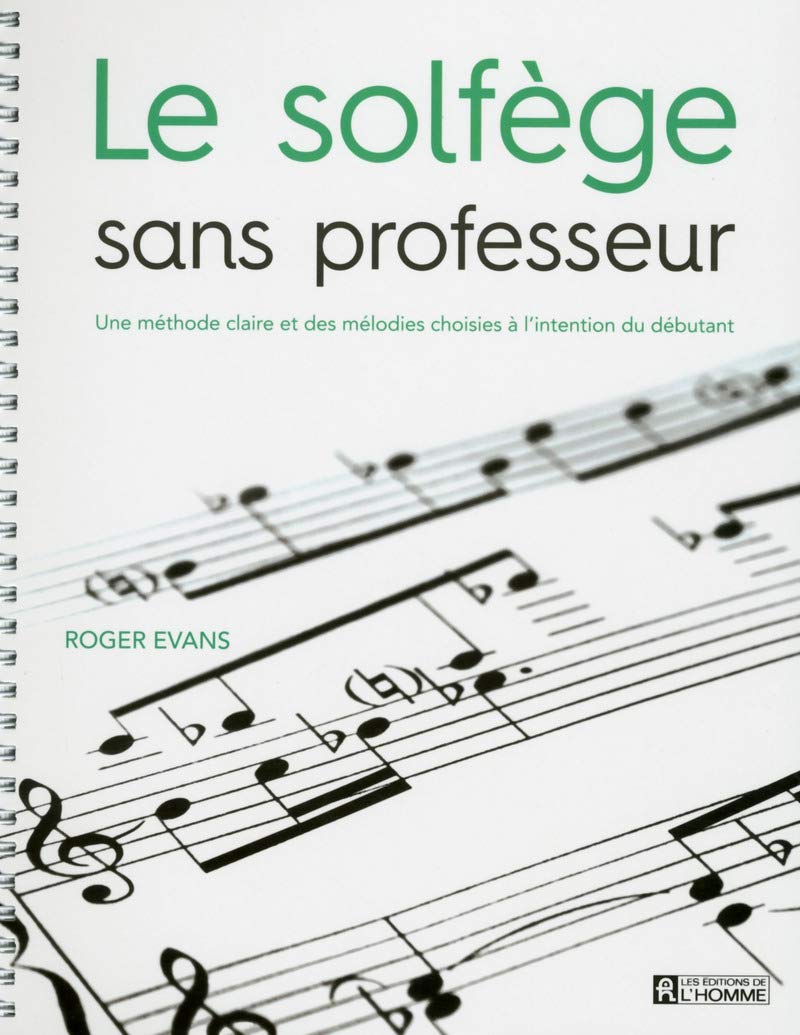 Le solfège
sans professeur
Une méthode claire et des mélodies choisies à l'intention du débutant
ROGER EVANS
LES ÉDITIONS DE
L'HOMME